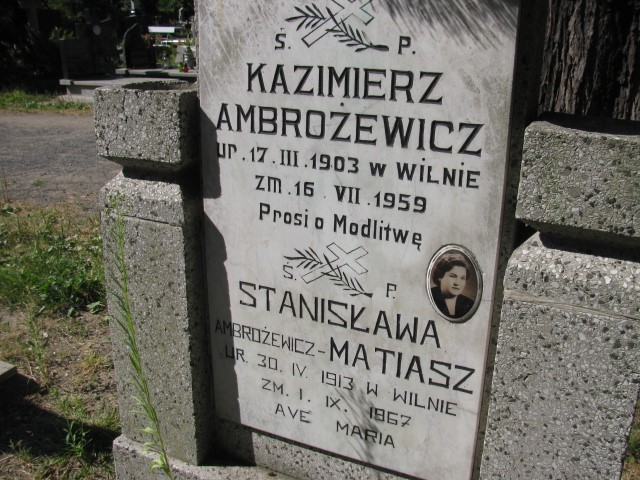 Ś. P.
KAZIMIERZ
AMBROŻEWICZ
ur. 17. III. 1903 w WILNIE
ZM. 16 VII. 1959
Prosi o Modlitwę
Ś. P.
STANISŁAWA
AMBROŻEWICZ-MATIASZ
UR. 30. IV. 1913 W WILNIE
ZM. 1. IX. 1967
AVE MARIA